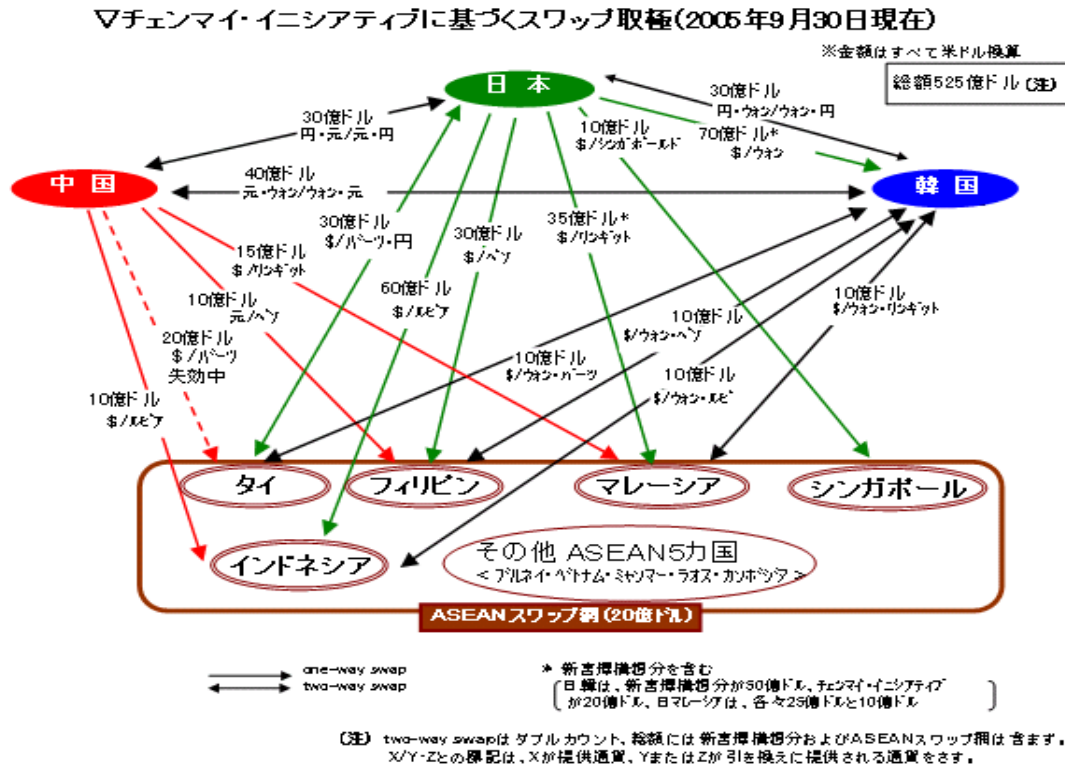 ▽チェンマイ・イニシアティブに基づくスワップ取極(2005年9月30日現在)
※金額はすべて米ドル換算
総額525億ドル(注)
日本
30億ドル
円・元/元・円
30億ドル
円・ウォン/ウォン・円
10億ドル
$/シンガポールド
70億ドル*
$/ウォン
中国
40億ドル
元・ウォン/ウォン・元
韓国
30億ドル
$/バーツ・円
30億ドル
$/ペソ
35億ドル*
$/リンギット
15億ドル
$/リンギット
60億ドル
$/ルピア
10億ドル
元/ペソ
10億ドル
$/ウォン・リンギット
10億ドル
$/ウォン・ペソ
20億ドル
$/バーツ
失効中
10億ドル
$/ウォン・バーツ
10億ドル
$/ウォン・ルピ
10億ドル
$/ルピア
タイ
フィリピン
マレーシア
シンガポール
インドネシア
その他 ASEAN5カ国
< ブルネイ・ベトナム・ミャンマー・ラオス・カンボジア >
ASEANスワップ網(20億ドル)
one-way swap
two-way swap
* 新宮澤構想分を含む
日韓は、新宮澤構想分が50億ドル、チェンマイ・イニシアティブ
が20億ドル、日マレーシアは、各々25億ドルと10億ドル
(注) two-way swapはダブルカウント、総額には新宮澤構想分およびASEANスワップ網は含まず。
X/Y・Zとの標記は、Xが提供通貨、YまたはZが引き換えに提供される通貨をさす。